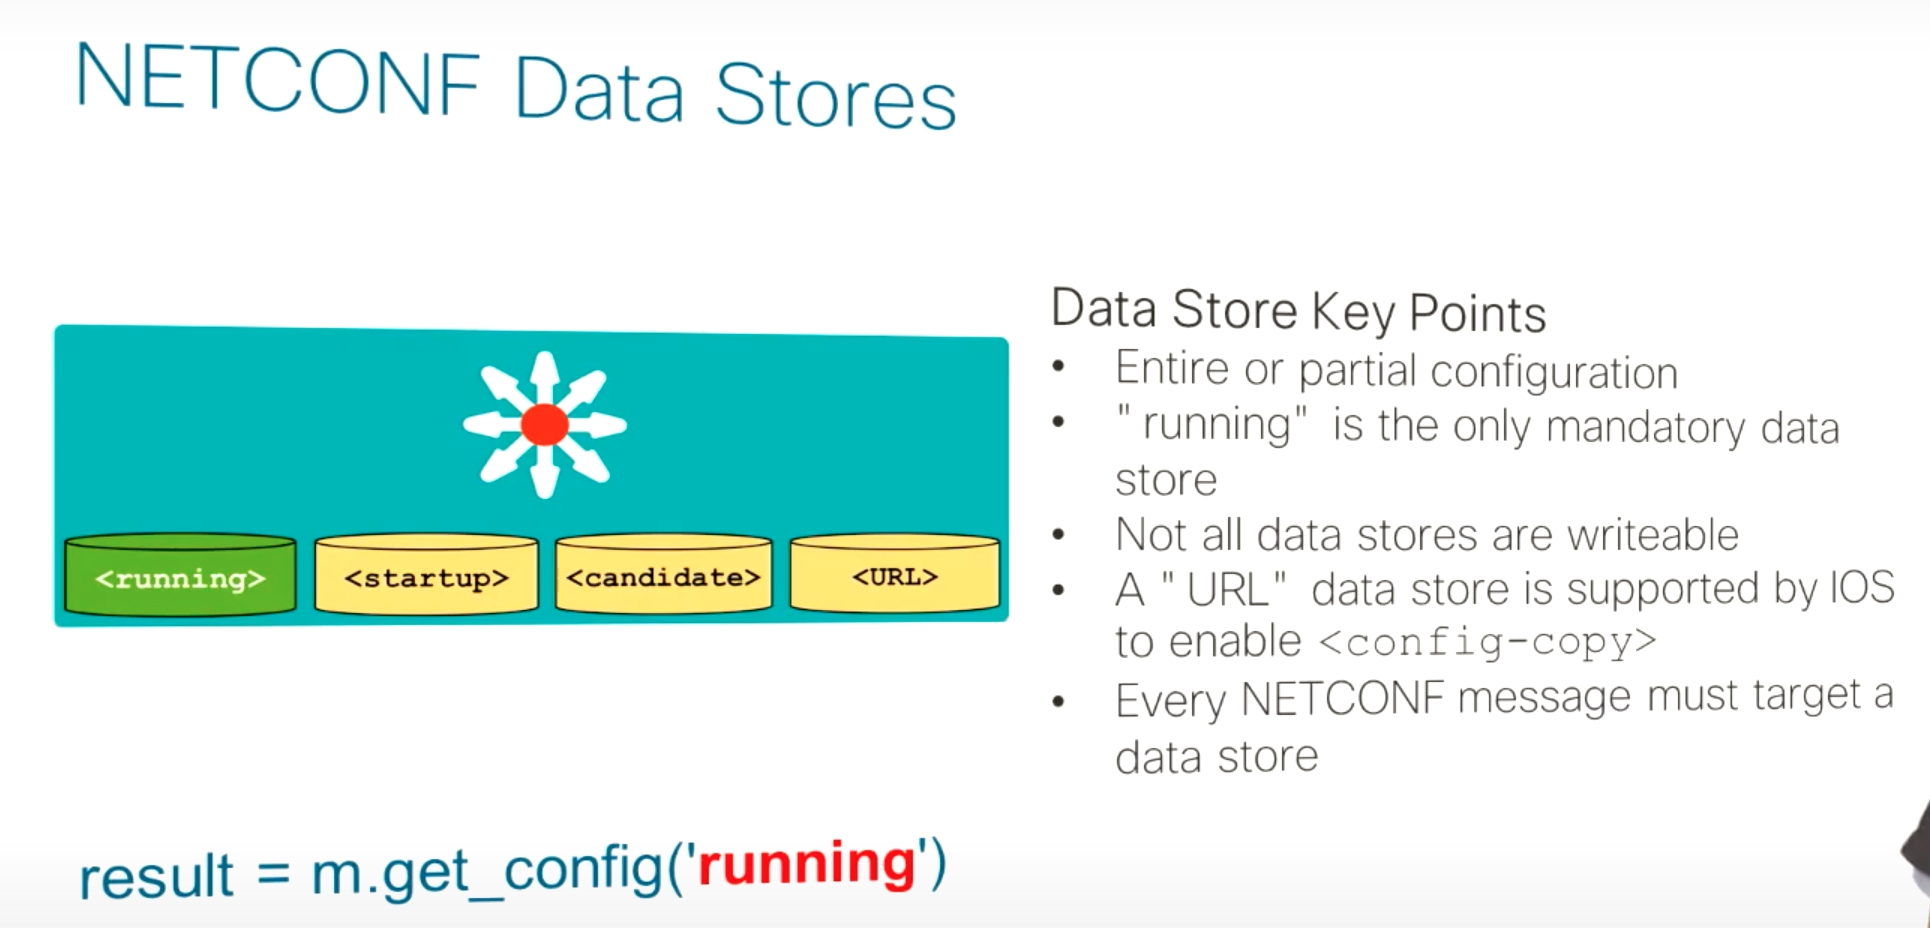 NETCONF Data Stores
<running>
<startup>
<candidate>
<URL>
Data Store Key Points
• Entire or partial configuration
• "running" is the only mandatory data
store
• Not all data stores are writeable
• A "URL" data store is supported by IOS
to enable <config-copy>
• Every NETCONF message must target a
data store
result = m.get_config('running')